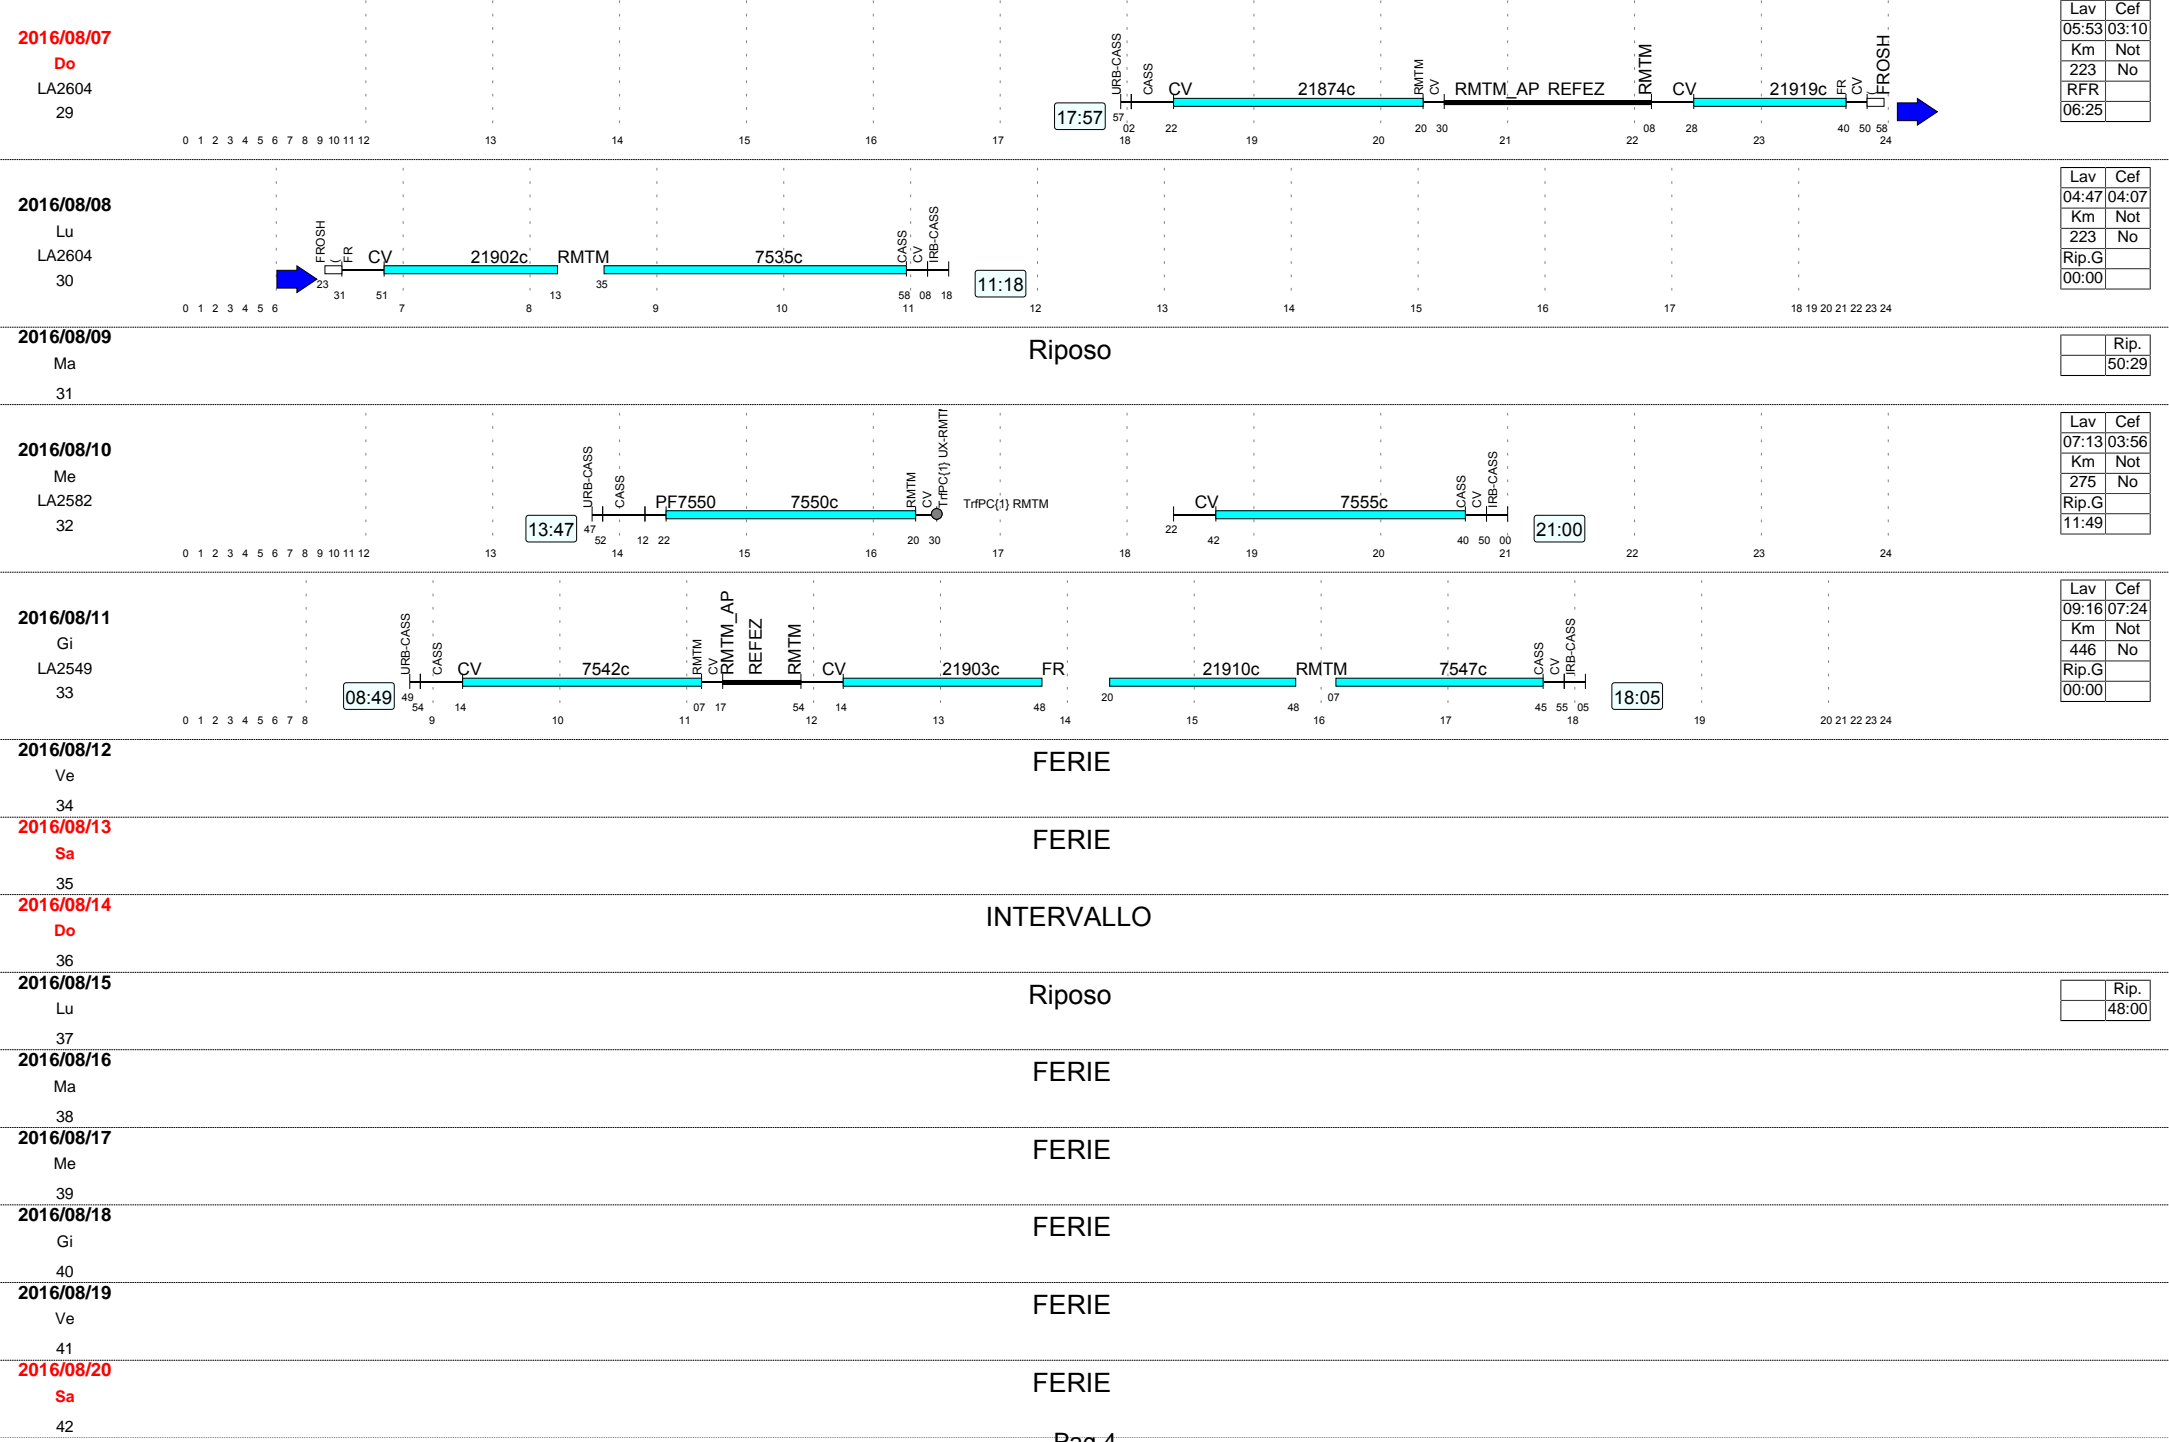 2016/08/07
Do
LA2604
29
17:57
URB-CASS CASS CV 21874c RMTM CV RMTM_AP REFEZ RMTM CV 21919c FR CV ( FROSH
57 02 22 20 30 08 28 40 50 58
0 1 2 3 4 5 6 7 8 9 10 11 12 13 14 15 16 17 18 19 20 21 22 23 24
Lav Cef
05:53 03:10
Km Not
223 No
RFR
06:25
2016/08/08
Lu
LA2604
30
FROSH ( FR CV 21902c RMTM 7535c CASS CV IRB-CASS
23 31 51 13 35 58 08 18
11:18
0 1 2 3 4 5 6 7 8 9 10 11 12 13 14 15 16 17 18 19 20 21 22 23 24
Lav Cef
04:47 04:07
Km Not
223 No
Rip.G
00:00
2016/08/09
Ma
31
Riposo
Rip.
50:29
2016/08/10
Me
LA2582
32
13:47
URB-CASS CASS PF7550 7550c RMTM CV TrfPC{1} UX-RMT TrfPC{1} RMTM CV 7555c CASS CV IRB-CASS
47 52 12 22 20 30 22 42 40 50 00
21:00
0 1 2 3 4 5 6 7 8 9 10 11 12 13 14 15 16 17 18 19 20 21 22 23 24
Lav Cef
07:13 03:56
Km Not
275 No
Rip.G
11:49
2016/08/11
Gi
LA2549
33
08:49
URB-CASS CASS CV 7542c RMTM CV RMTM_AP REFEZ RMTM CV 21903c FR 21910c RMTM 7547c CASS CV IRB-CASS
49 54 14 07 17 54 14 48 20 48 07 45 55 05
18:05
0 1 2 3 4 5 6 7 8 9 10 11 12 13 14 15 16 17 18 19 20 21 22 23 24
Lav Cef
09:16 07:24
Km Not
446 No
Rip.G
00:00
2016/08/12
Ve
34
FERIE
2016/08/13
Sa
35
FERIE
2016/08/14
Do
36
INTERVALLO
2016/08/15
Lu
37
Riposo
Rip.
48:00
2016/08/16
Ma
38
FERIE
2016/08/17
Me
39
FERIE
2016/08/18
Gi
40
FERIE
2016/08/19
Ve
41
FERIE
2016/08/20
Sa
42
FERIE
Pag 4